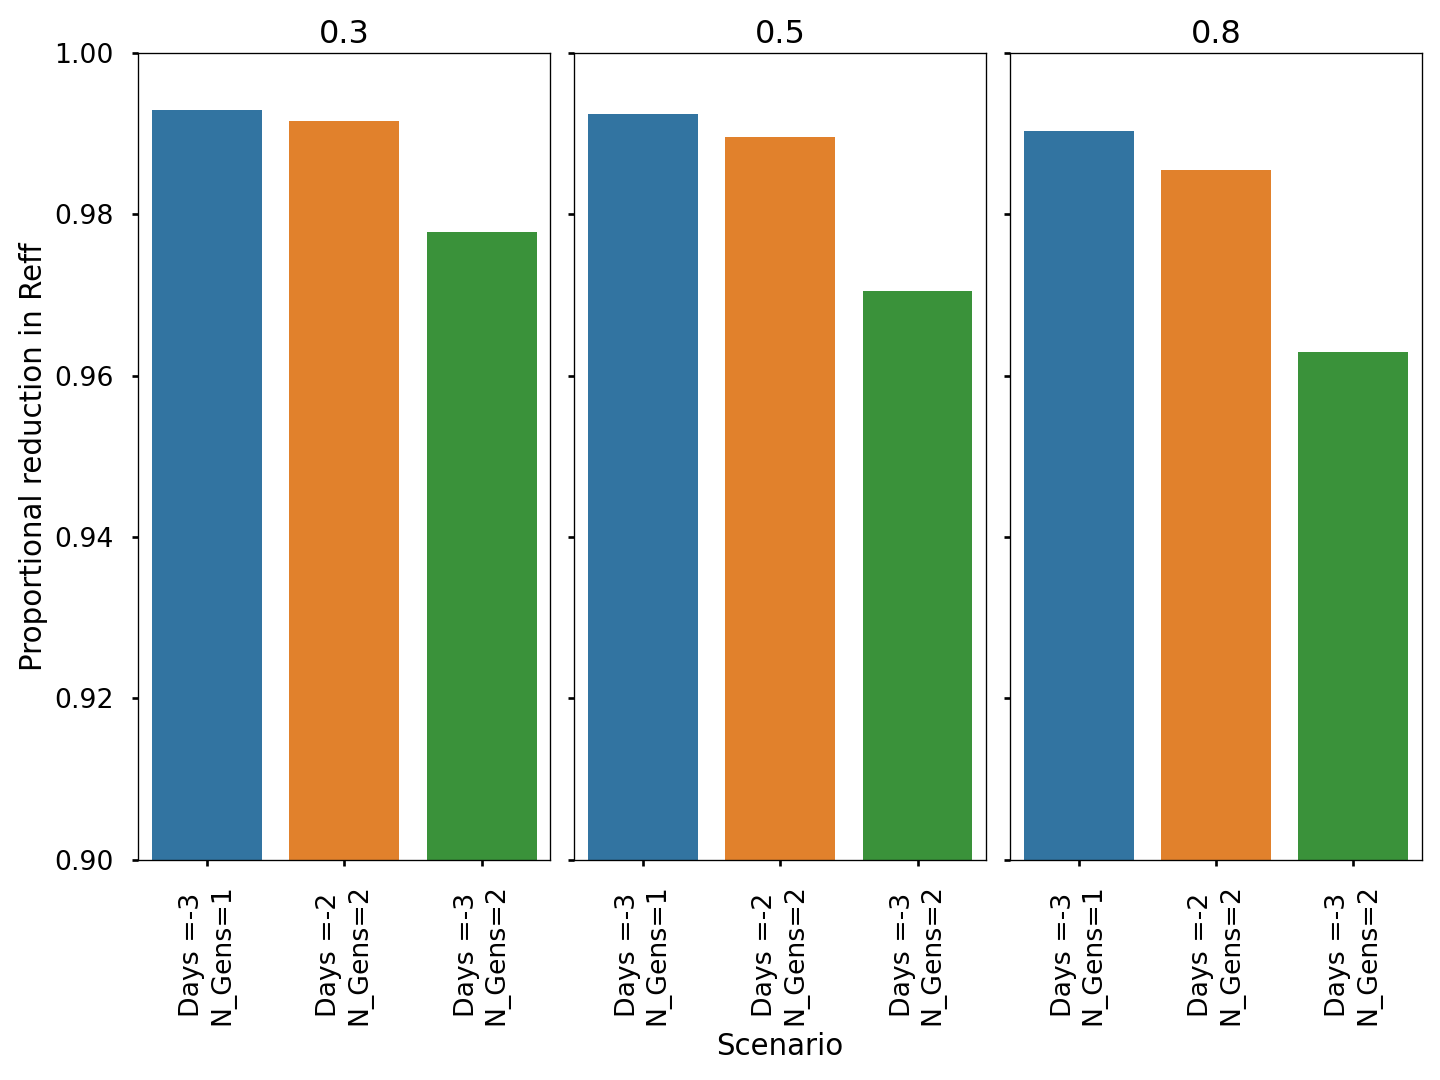 0.3
0.5
0.8
Proportional reduction in Reff
1.00
0.98
0.96
0.94
0.92
0.90
Days =-3
N_Gens=1
Days =-2
N_Gens=2
Days =-3
N_Gens=2
Days =-3
N_Gens=1
Days =-2
N_Gens=2
Days =-3
N_Gens=2
Days =-3
N_Gens=1
Days =-2
N_Gens=2
Days =-3
N_Gens=2
Scenario